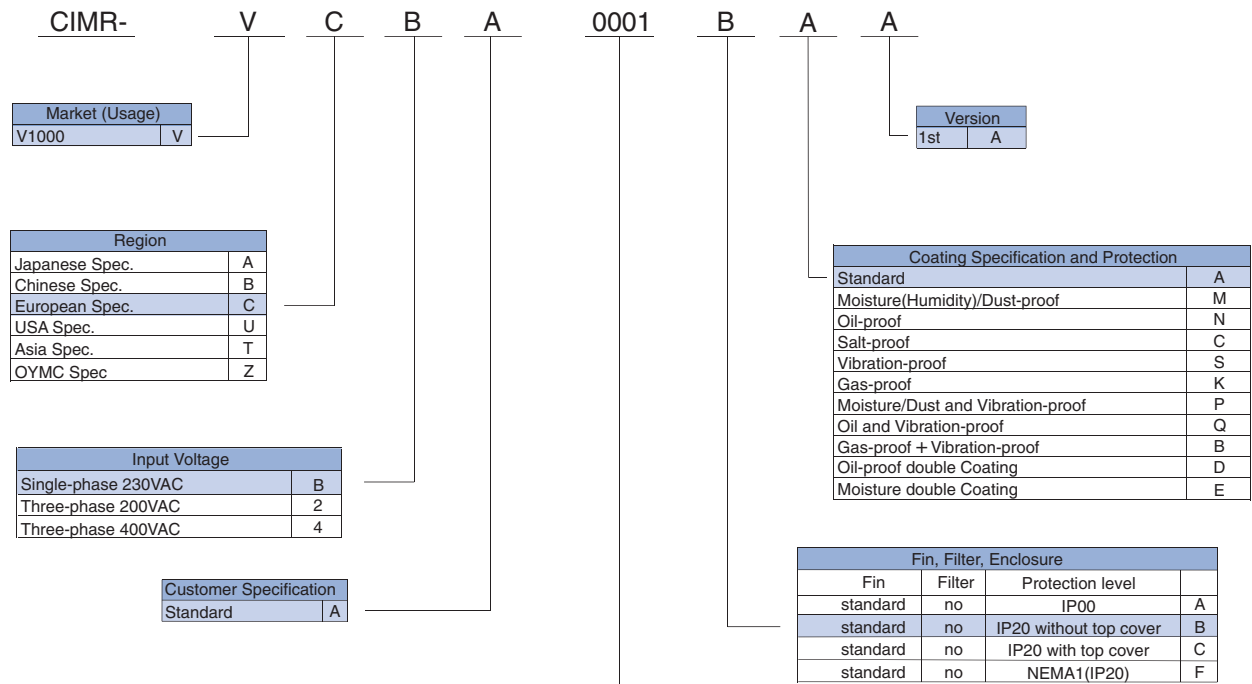 CIMR- V C B A 0001 B A A
Market (Usage)
V1000 V
Version
1st A
Region
Japanese Spec. A
Chinese Spec. B
European Spec. C
USA Spec. U
Asia Spec. T
OYMC Spec Z
Coating Specification and Protection
Standard A
Moisture(Humidity)/Dust-proof M
Oil-proof N
Salt-proof C
Vibration-proof S
Gas-proof K
Moisture/Dust and Vibration-proof P
Oil and Vibration-proof Q
Gas-proof + Vibration-proof B
Oil-proof double Coating D
Moisture double Coating E
Input Voltage
Single-phase 230VAC B
Three-phase 200VAC 2
Three-phase 400VAC 4
Customer Specification
Standard A
Fin, Filter, Enclosure
Fin Filter Protection level
standard no IP00 A
standard no IP20 without top cover B
standard no IP20 with top cover C
standard no NEMA1(IP20) F